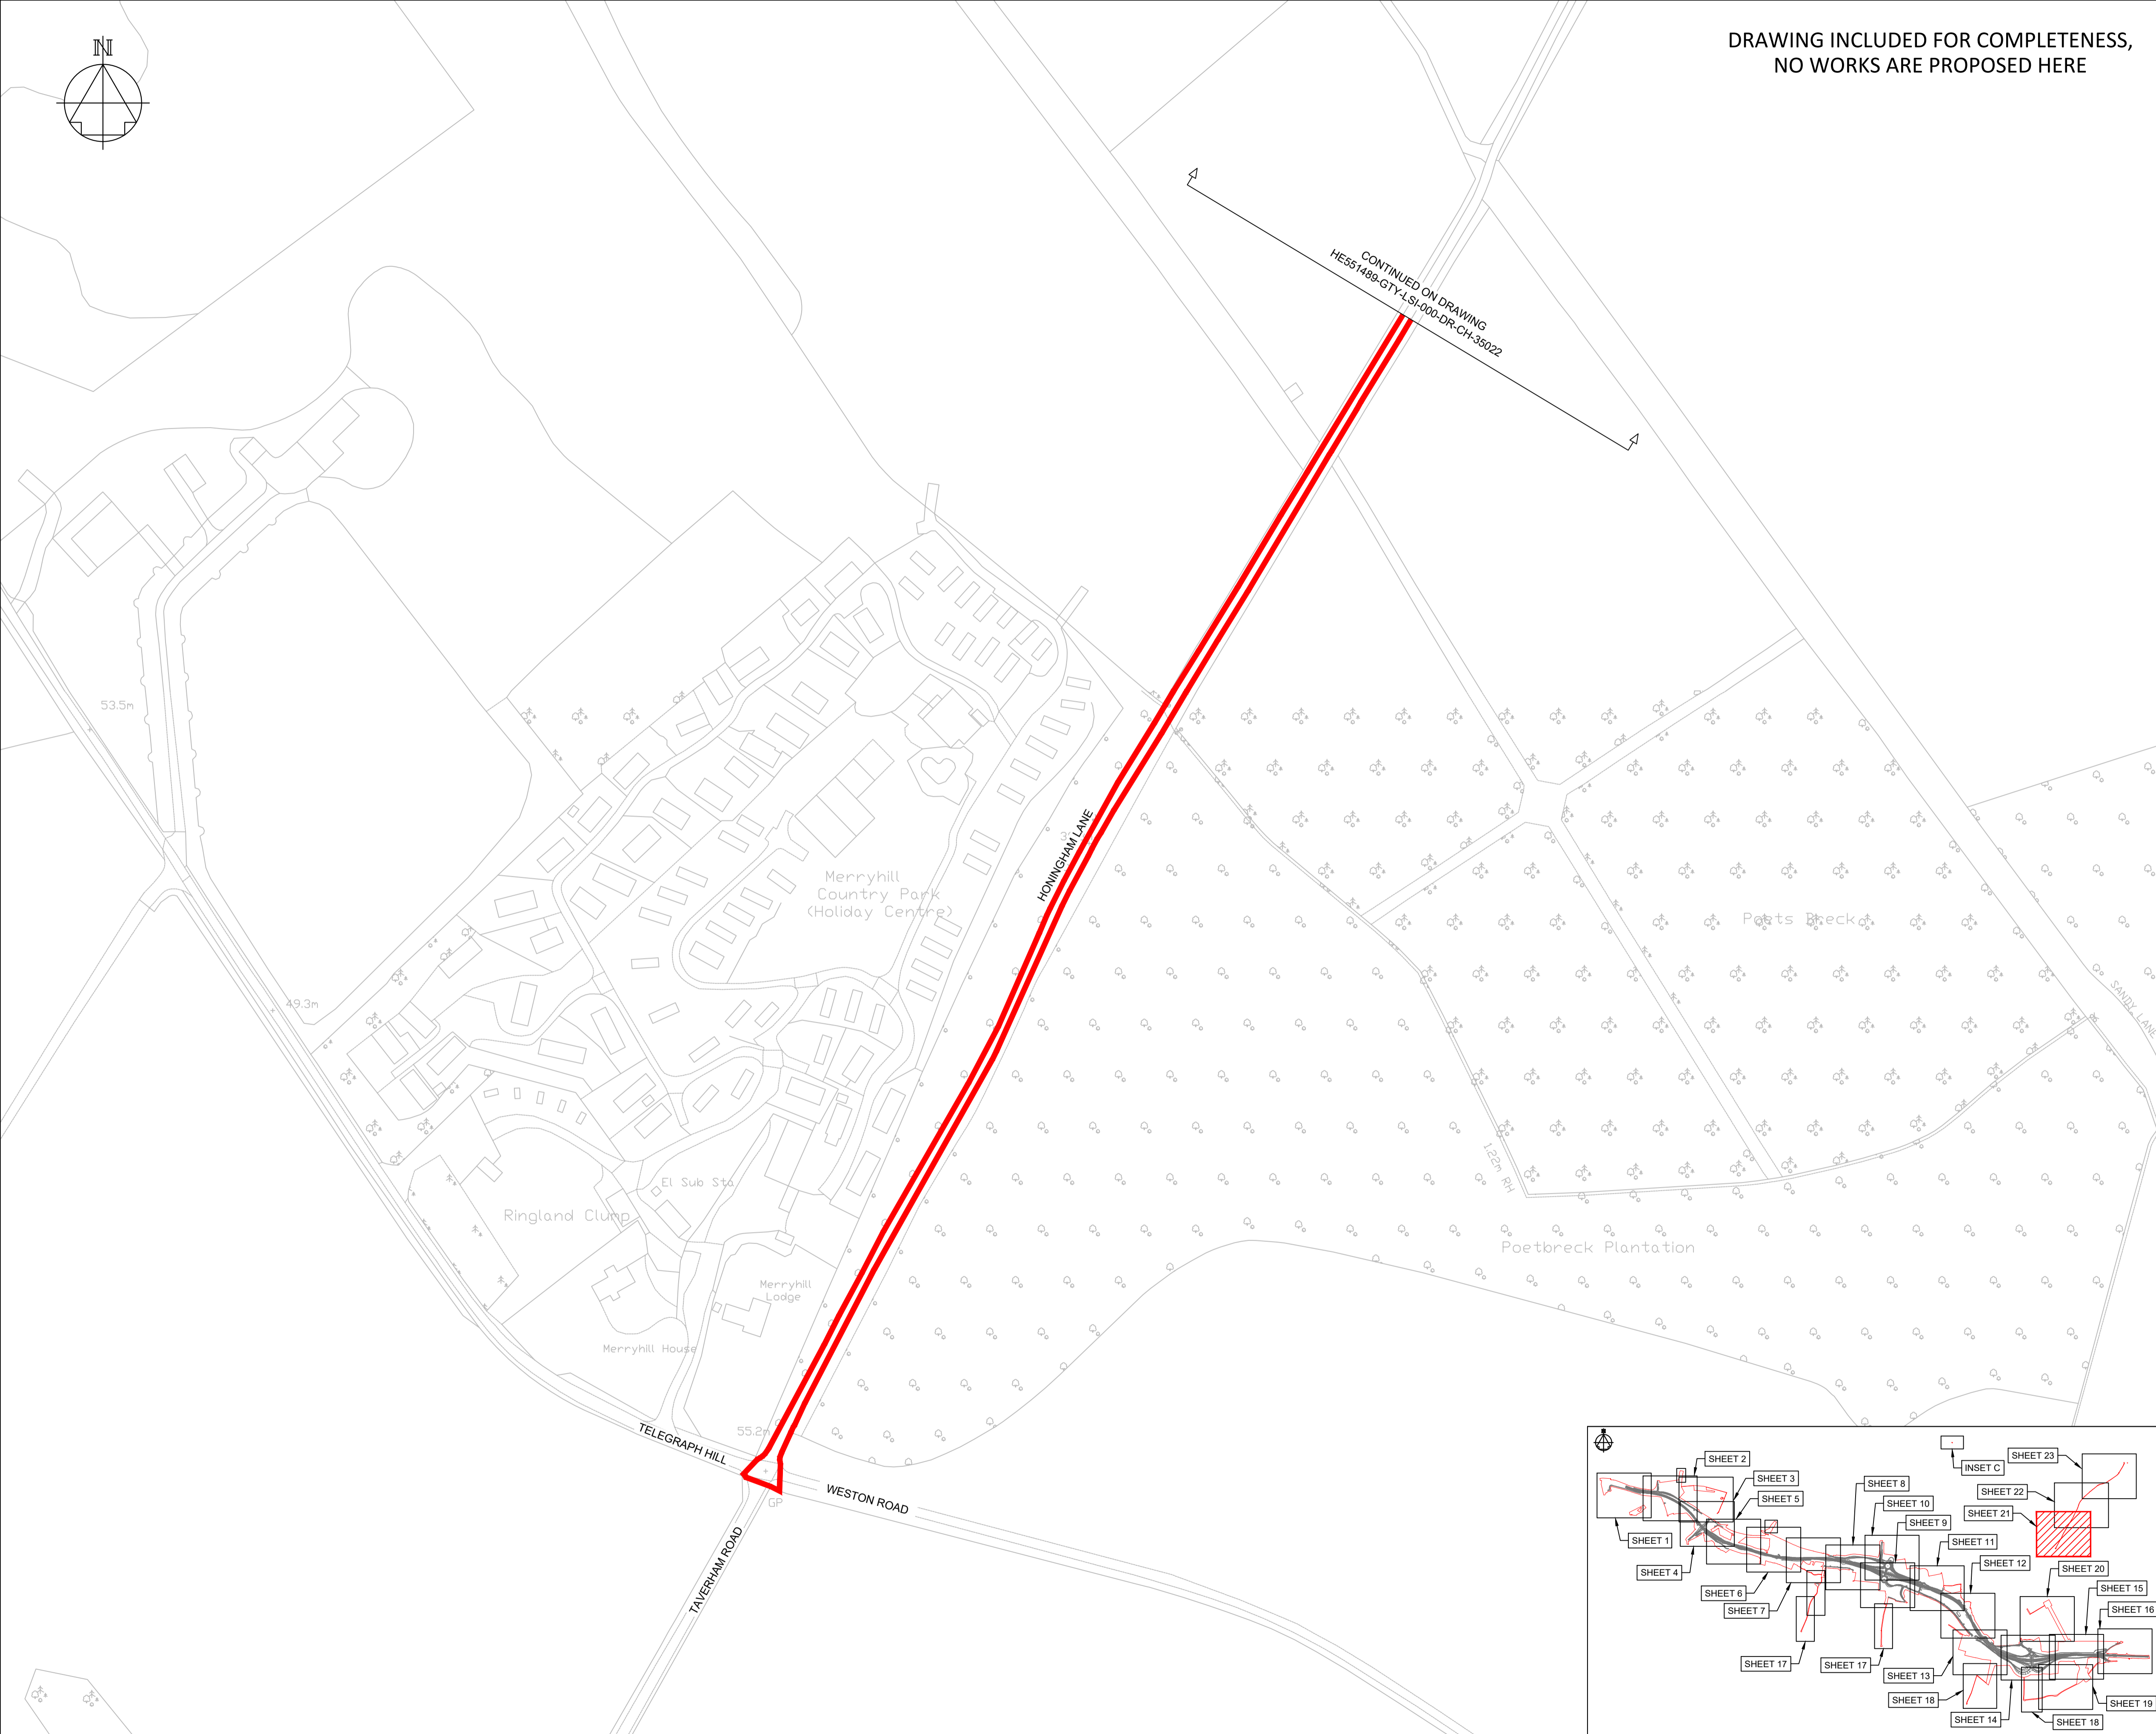 N
DRAWING INCLUDED FOR COMPLETENESS,
NO WORKS ARE PROPOSED HERE
CONTINUED ON DRAWING
HE551489-GTY-LSI-000-DR-CH-35022
53.5m
HONINGHAM LANE
Merryhill
Country Park
(Holiday Centre)
Poets Breck
49.3m
SANDY LANE
1.22m RH
El Sub Sta
Ringland Clump
Poetbreck Plantation
Merryhill
Lodge
Merryhill House
55.2m
TELEGRAPH HILL
WESTON ROAD
GP
TAVERHAM ROAD
SHEET 2
SHEET 3
SHEET 5
SHEET 8
SHEET 10
SHEET 9
SHEET 11
SHEET 12
INSET C
SHEET 23
SHEET 22
SHEET 21
SHEET 1
SHEET 4
SHEET 6
SHEET 7
SHEET 20
SHEET 15
SHEET 16
SHEET 17
SHEET 17
SHEET 13
SHEET 18
SHEET 14
SHEET 18
SHEET 19